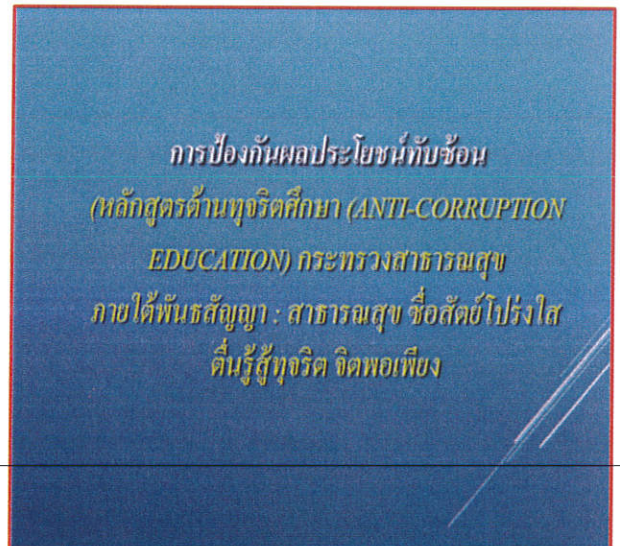 การป้องกันผลประโยชน์ทับซ้อน
(หลักสูตรต้านทุจริตศึกษา (ANTI-CORRUPTION
EDUCATION) กระทรวงสาธารณสุข
ภายใต้พันธสัญญา : สาธารณสุข ซื่อสัตย์โปร่งใส
ตื่นรู้สู้ทุจริต จิตพอเพียง